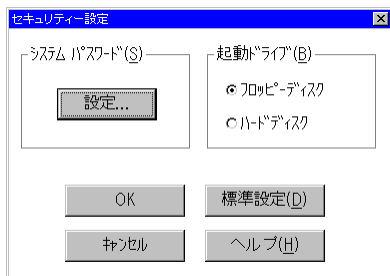 セキュリティー設定
ｼｽﾃﾑ ﾊﾟｽﾜｰﾄﾞ(S)
設定...
起動ﾄﾞﾗｲﾌﾞ(B)
ﾌﾛｯﾋﾟｰﾃﾞｨｽｸ
ﾊｰﾄﾞﾃﾞｨｽｸ
OK
標準設定(D)
ｷｬﾝｾﾙ
ヘルプ(H)